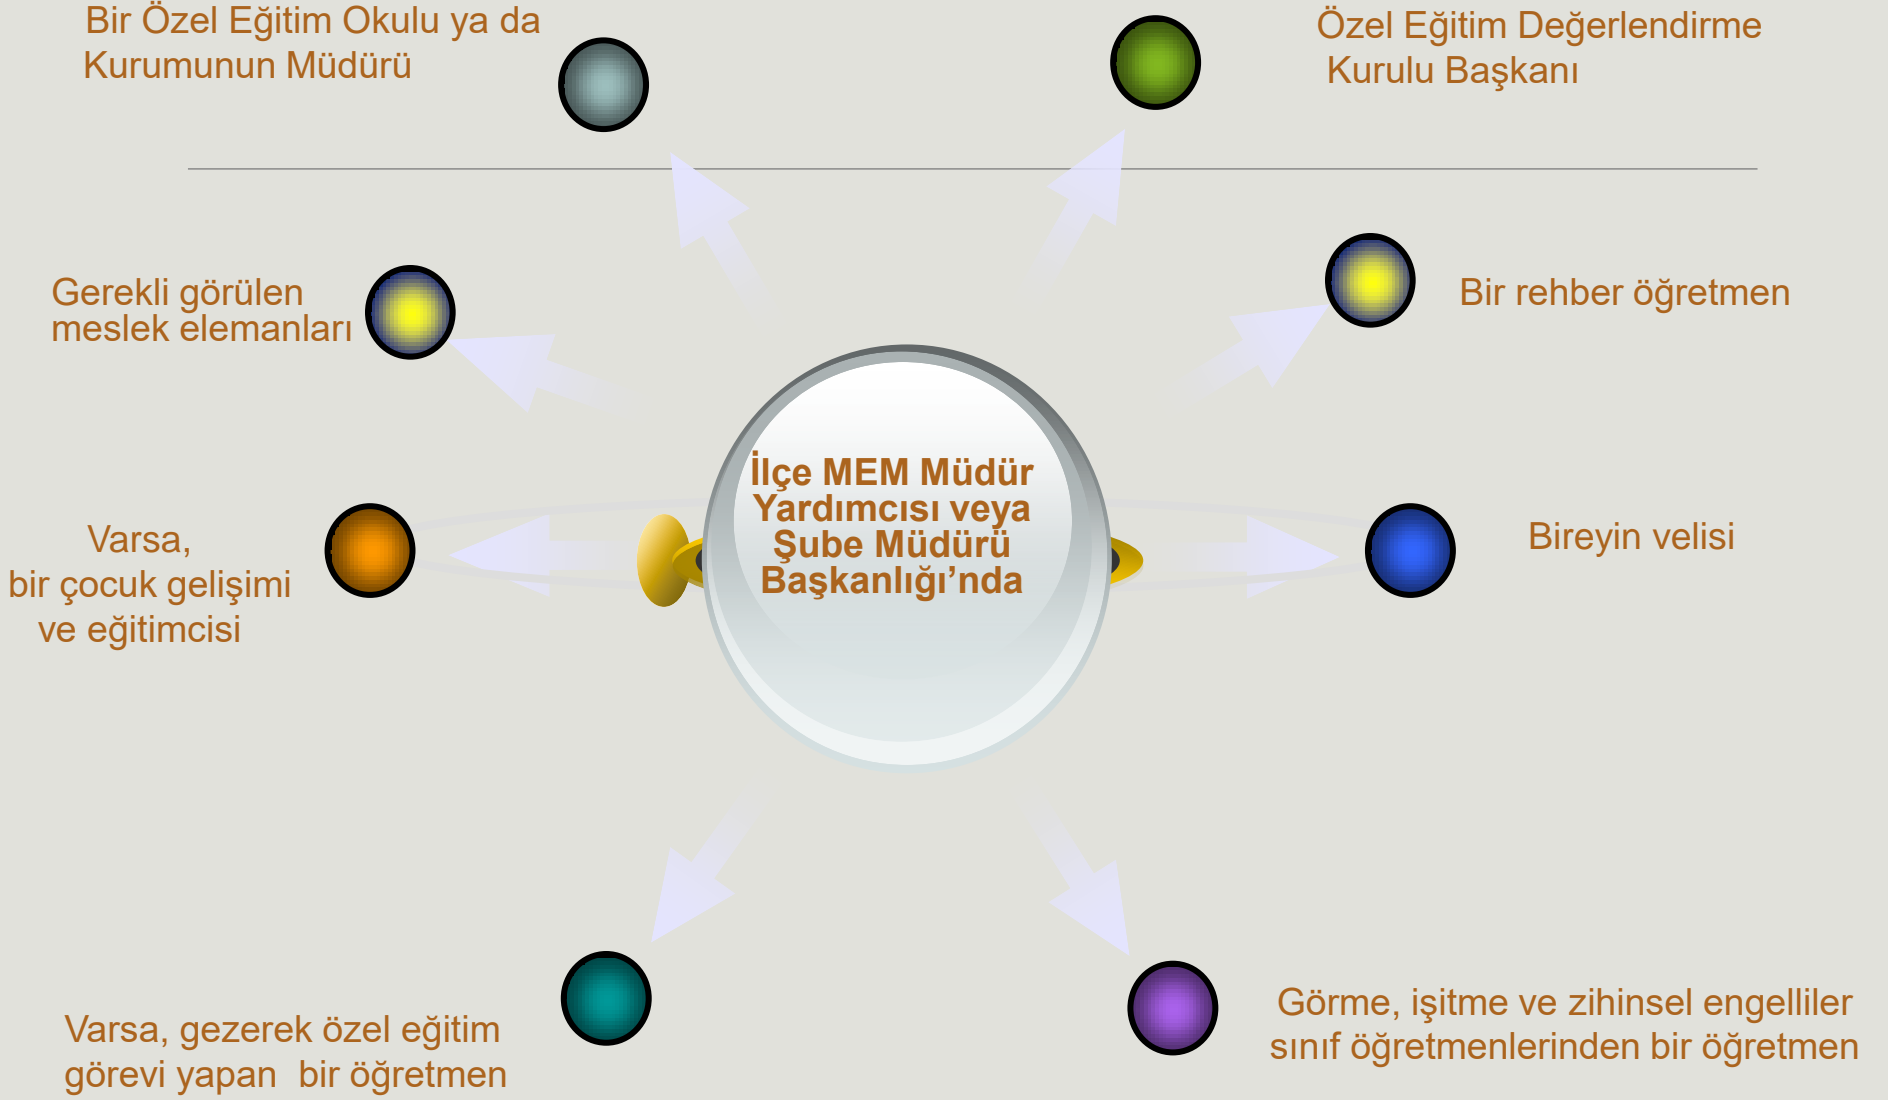 Bir Özel Eğitim Okulu ya da
Kurumunun Müdürü
Özel Eğitim Değerlendirme
Kurulu Başkanı
Gerekli görülen
meslek elemanları
Bir rehber öğretmen
İlçe MEM Müdür
Yardımcısı veya
Şube Müdürü
Başkanlığı’nda
Varsa,
bir çocuk gelişimi
ve eğitimcisi
Bireyin velisi
Varsa, gezerek özel eğitim
görevi yapan bir öğretmen
Görme, işitme ve zihinsel engelliler
sınıf öğretmenlerinden bir öğretmen